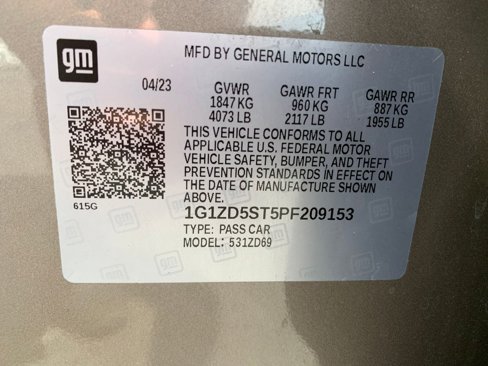 gm
MFD BY GENERAL MOTORS LLC
04/23 GVWR GAWR FRT GAWR RR
1847 KG 960 KG 887 KG
4073 LB 2117 LB 1955 LB
THIS VEHICLE CONFORMS TO ALL
APPLICABLE U.S. FEDERAL MOTOR
VEHICLE SAFETY, BUMPER, AND THEFT
PREVENTION STANDARDS IN EFFECT ON
THE DATE OF MANUFACTURE SHOWN
ABOVE.
615G
1G1ZD5ST5PF209153
TYPE: PASS CAR
MODEL: 531ZD69